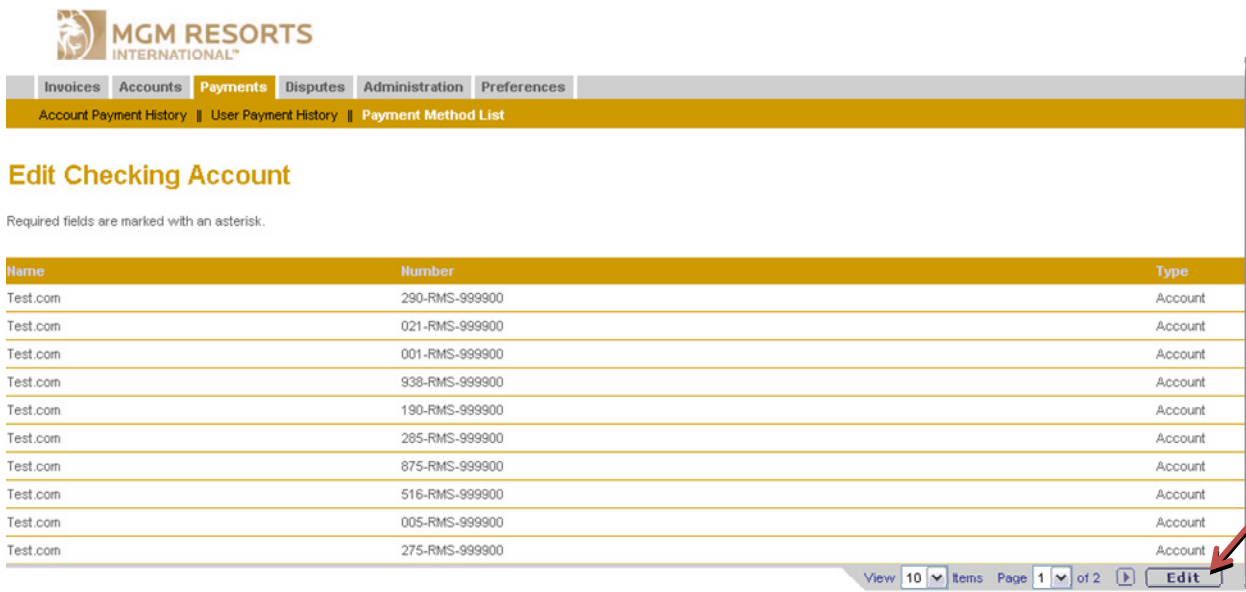 MGM RESORTS
INTERNATIONAL™
Invoices Accounts Payments Disputes Administration Preferences
Account Payment History || User Payment History || Payment Method List
Edit Checking Account
Required fields are marked with an asterisk.
Name Number Type
Test.com 290-RMS-999900 Account
Test.com 021-RMS-999900 Account
Test.com 001-RMS-999900 Account
Test.com 938-RMS-999900 Account
Test.com 190-RMS-999900 Account
Test.com 285-RMS-999900 Account
Test.com 875-RMS-999900 Account
Test.com 516-RMS-999900 Account
Test.com 005-RMS-999900 Account
Test.com 275-RMS-999900 Account
View 10 Items Page 1 of 2 Edit